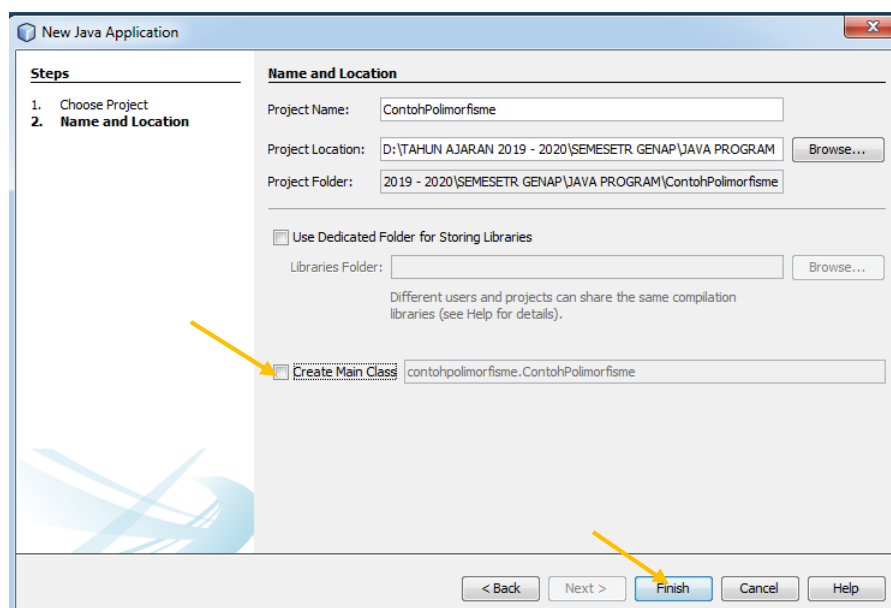 New Java Application
Steps
1. Choose Project
2. Name and Location
Name and Location
Project Name: ContohPolimorfisme
Project Location: D:\TAHUN AJARAN 2019 - 2020\SEMESETR GENAP\JAVA PROGRAM Browse...
Project Folder: 2019 - 2020\SEMESETR GENAP\JAVA PROGRAM\ContohPolimorfisme
Use Dedicated Folder for Storing Libraries
Libraries Folder: Browse...
Different users and projects can share the same compilation
libraries (see Help for details).
Create Main Class contohpolimorfisme.ContohPolimorfisme
< Back Next > Finish Cancel Help